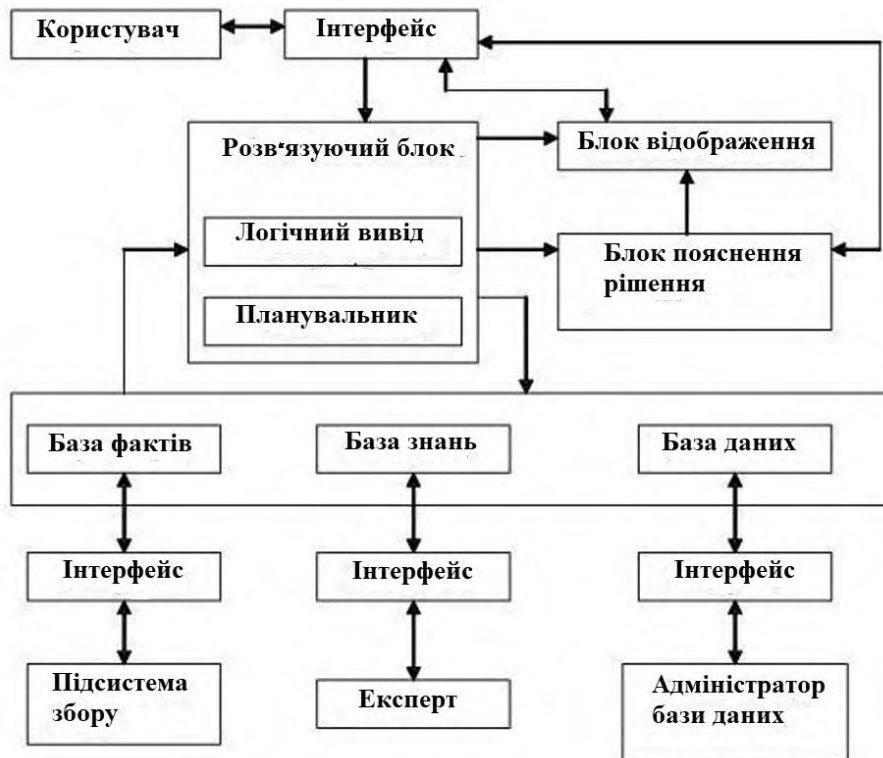 Користувач
Інтерфейс
Розв'язуючий блок
Блок відображення
Логічний вивід
Блок пояснення
рішення
Планувальник
База фактів
База знань
База даних
Інтерфейс
Інтерфейс
Інтерфейс
Підсистема
збору
Експерт
Адміністратор
бази даних